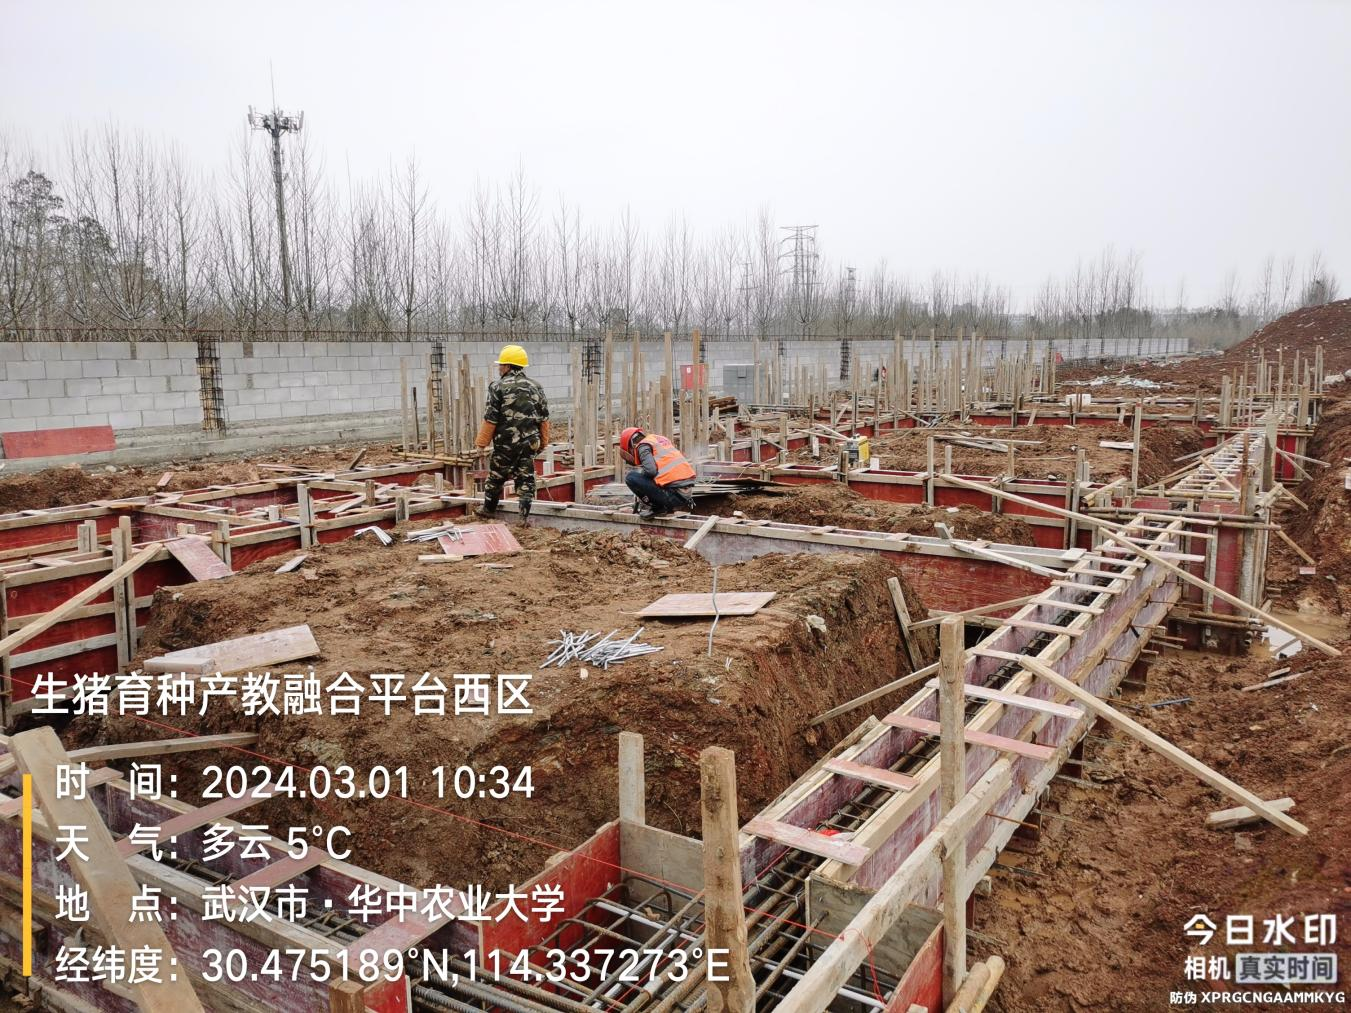 生猪育种产教融合平台西区
时 间：2024.03.01 10:34
天 气：多云 5℃
地 点：武汉市·华中农业大学
经纬度：30.475189°N,114.337273°E
今日水印
相机 真实时间
防伪 XPRGCNGAAMMKYG